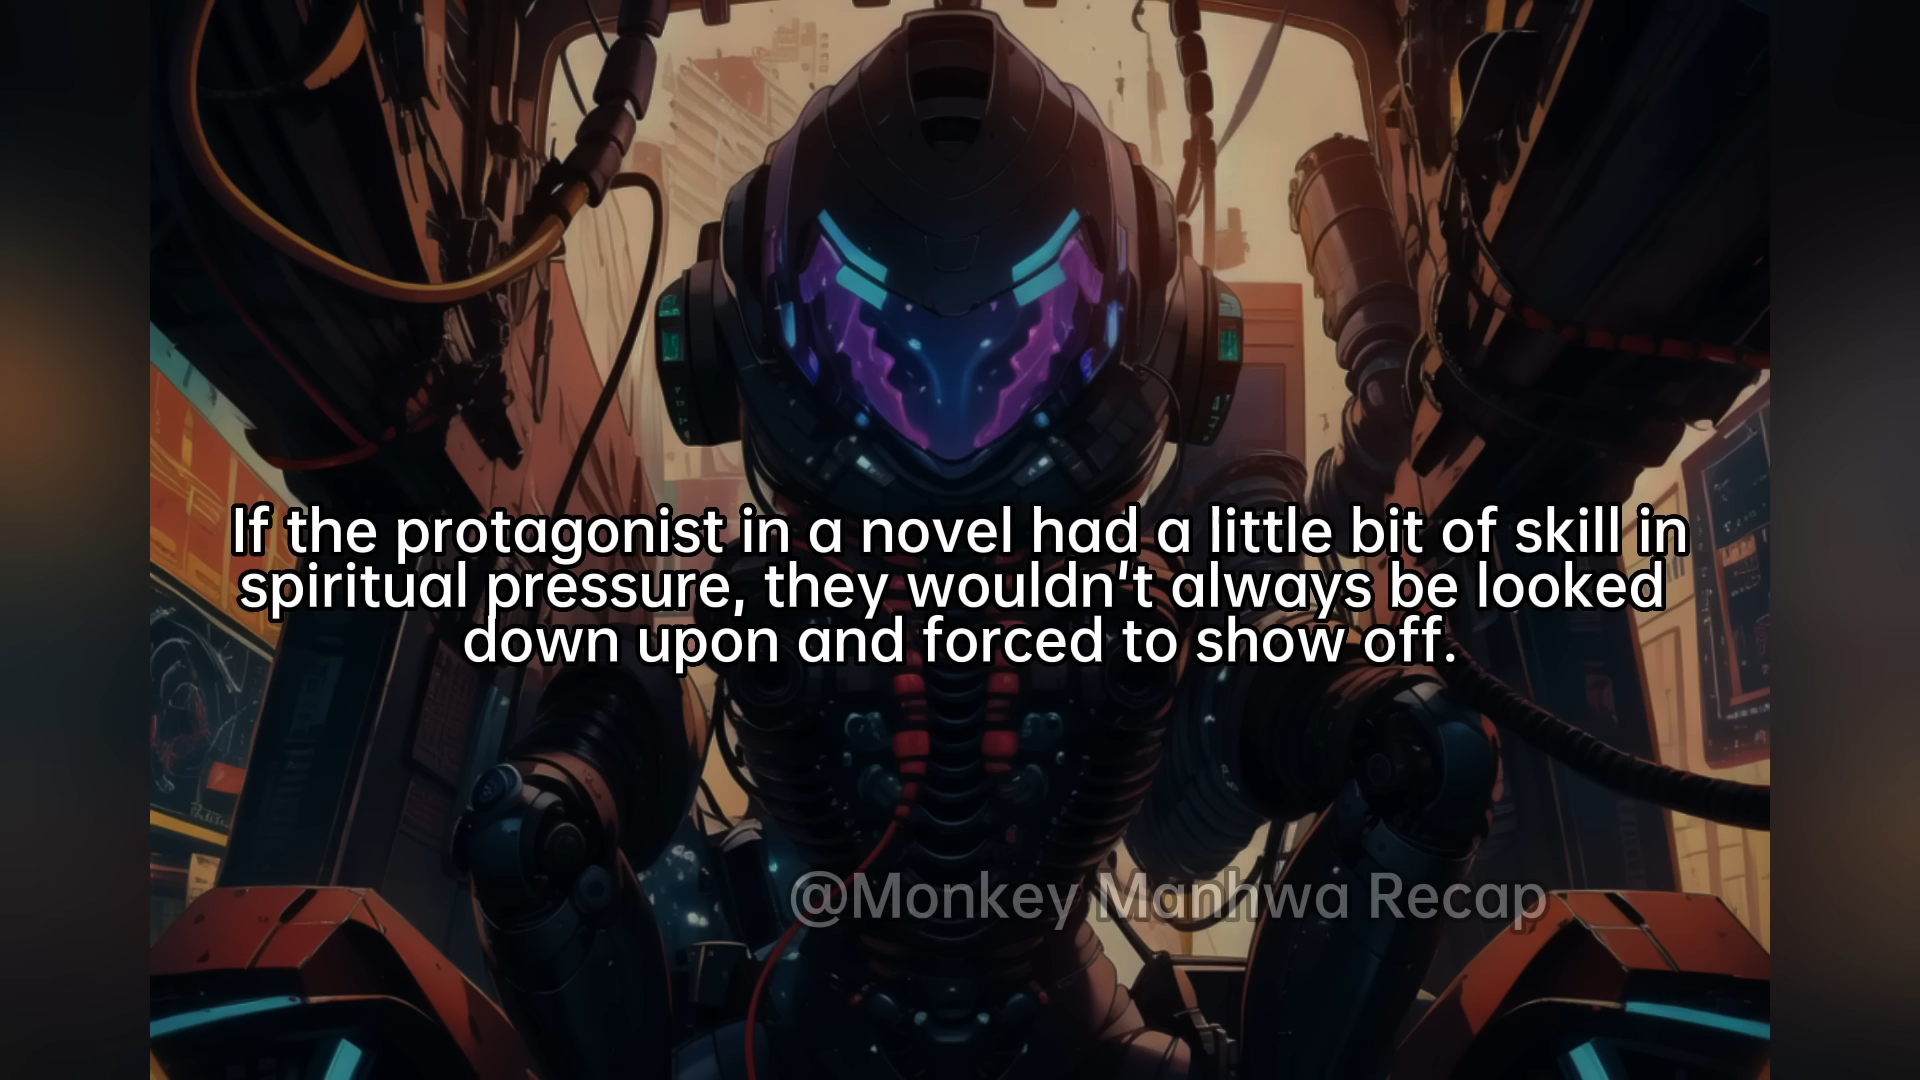 If the protagonist in a novel had a little bit of skill in
spiritual pressure, they wouldn't always be looked
down upon and forced to show off.
@Monkey Manhwa Recap